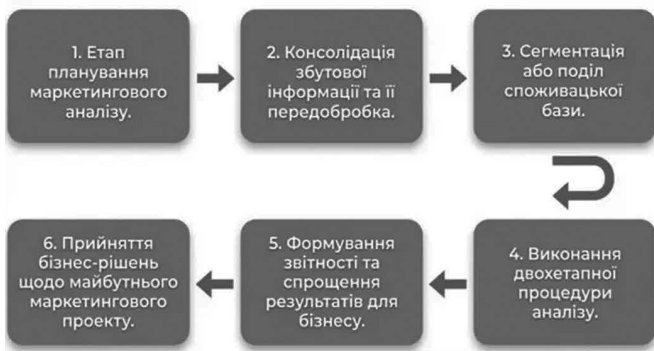 1. Етап
планування
маркетингового
аналізу.
2. Консолідація
збутової
інформації та її
передобробка.
3. Сегментація
або поділ
споживацької
бази.
4. Виконання
двохетапної
процедури
аналізу.
5. Формування
звітності та
спрощення
результатів для
бізнесу.
6. Прийняття
бізнес-рішень
щодо майбутнього
маркетингового
проекту.